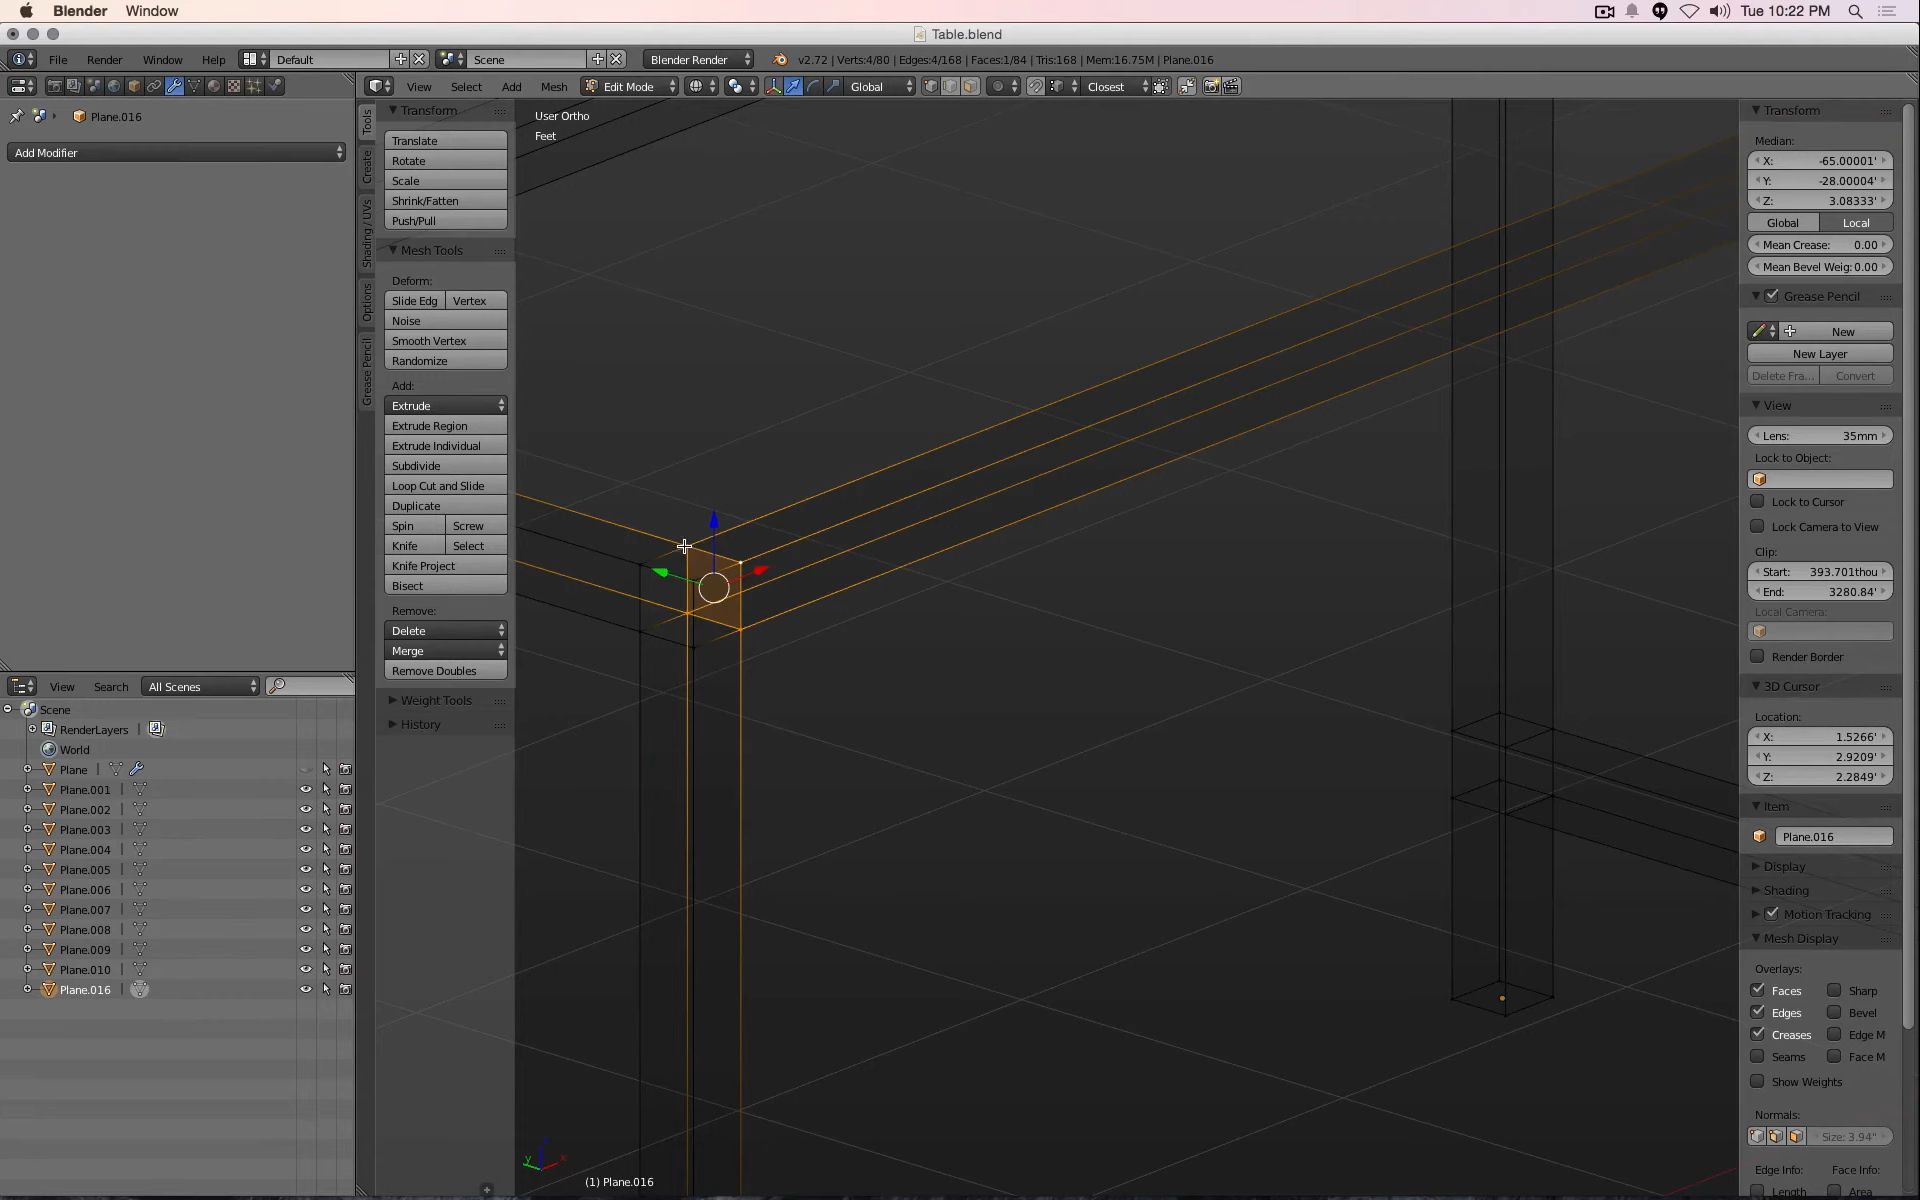 Blender Window Tue 10:22 PM
Table.blend
File Render Window Help Default Scene Blender Render v2.72 | Verts:4/80 | Edges:4/168 | Faces:1/84 | Tris:168 | Mem:16.75M | Plane.016
View Select Add Mesh Edit Mode Global Closest
Plane.016
Add Modifier
View Search All Scenes
Scene
RenderLayers
World
Plane
Plane.001
Plane.002
Plane.003
Plane.004
Plane.005
Plane.006
Plane.007
Plane.008
Plane.009
Plane.010
Plane.016
Tools
Create
Shading / UVs
Options
Grease Pencil
Transform
Translate
Rotate
Scale
Shrink/Fatten
Push/Pull
Mesh Tools
Deform:
Slide Edg Vertex
Noise
Smooth Vertex
Randomize
Add:
Extrude
Extrude Region
Extrude Individual
Subdivide
Loop Cut and Slide
Duplicate
Spin Screw
Knife Select
Knife Project
Bisect
Remove:
Delete
Merge
Remove Doubles
Weight Tools
History
User Ortho
Feet
y x
(1) Plane.016
Transform
Median:
X: -65.00001'
Y: -28.00004'
Z: 3.08333'
Global Local
Mean Crease: 0.00
Mean Bevel Weig: 0.00
Grease Pencil
New
New Layer
Delete Fra... Convert
View
Lens: 35mm
Lock to Object:
Lock to Cursor
Lock Camera to View
Clip:
Start: 393.701thou
End: 3280.84'
Local Camera:
Render Border
3D Cursor
Location:
X: 1.5266'
Y: 2.9209'
Z: 2.2849'
Item
Plane.016
Display
Shading
Motion Tracking
Mesh Display
Overlays:
Faces Sharp
Edges Bevel
Creases Edge M
Seams Face M
Show Weights
Normals:
Size: 3.94"
Edge Info: Face Info:
Length Area